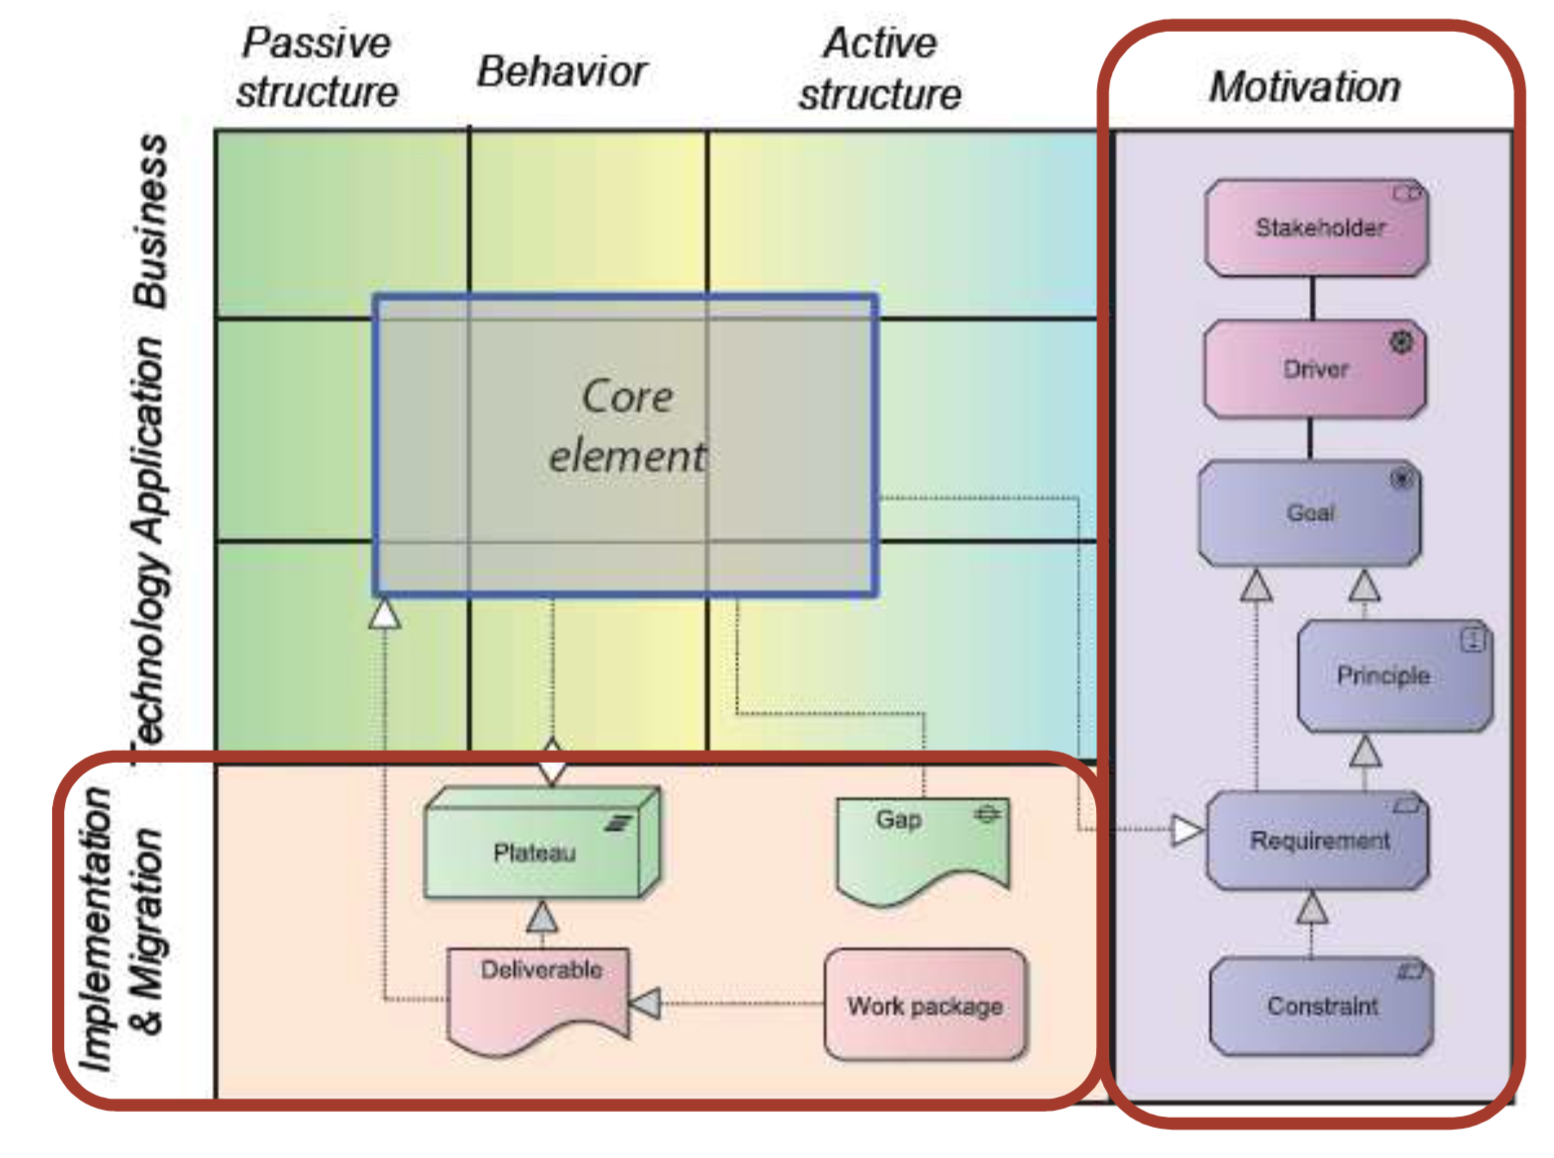 Passive
structure
Behavior
Active
structure
Motivation
Business
Application
Technology
Implementation
& Migration
Core
element
Stakeholder
Driver
Goal
Principle
Requirement
Constraint
Plateau
Gap
Deliverable
Work package